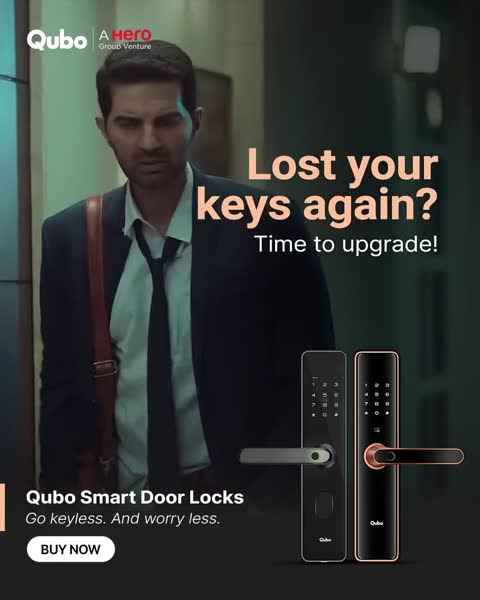 Qubo
A Hero
Group Venture
Lost your
keys again?
Time to upgrade!
1 2 3
4 5 6
7 8 9
* 0 #
1 2 3
4 5 6
7 8 9
* 0 #
Qubo
Qubo
Qubo Smart Door Locks
Go keyless. And worry less.
BUY NOW